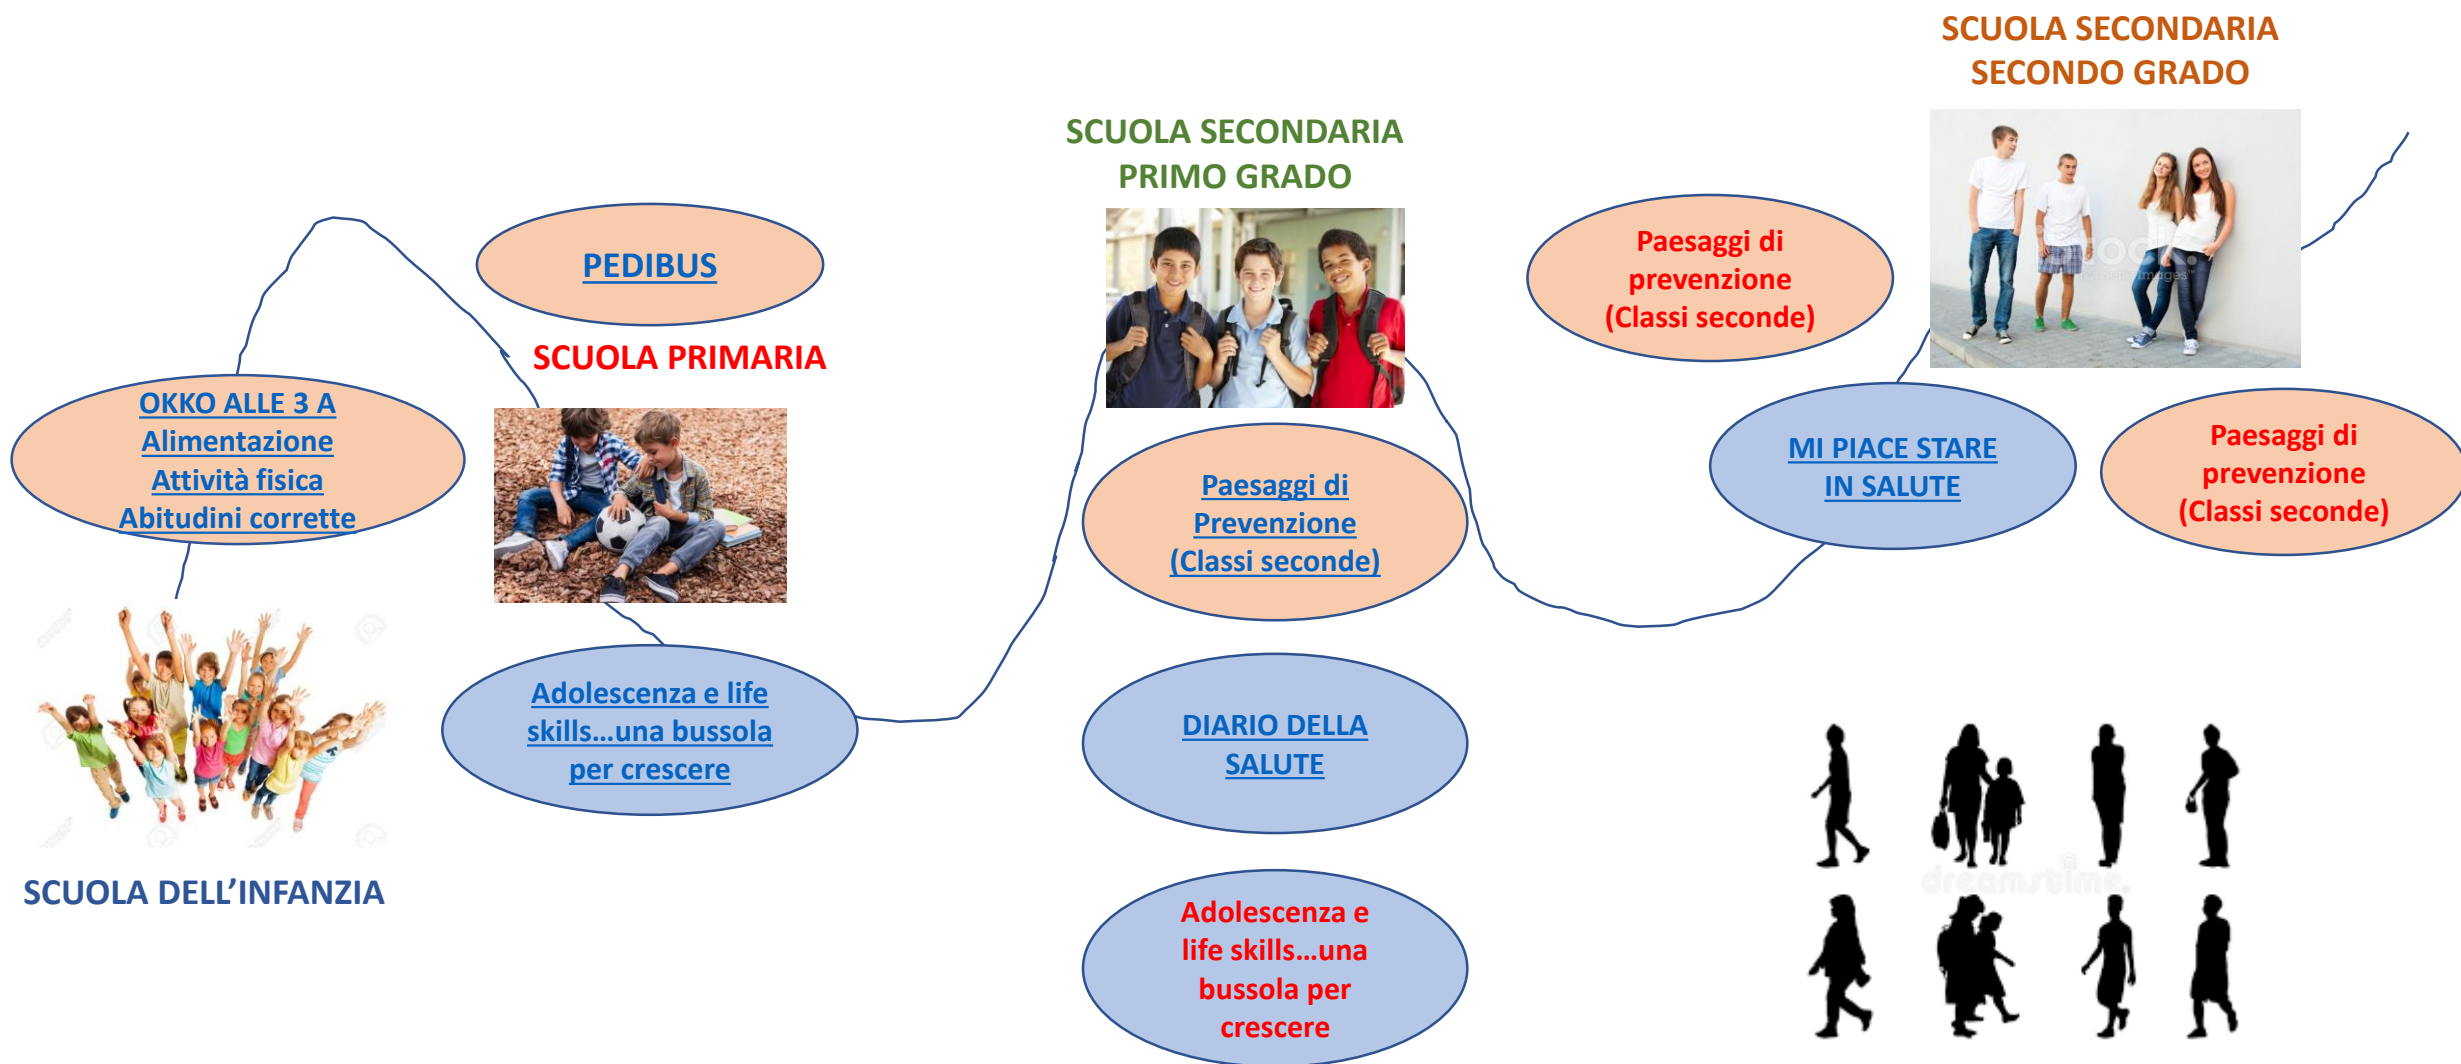 SCUOLA SECONDARIA
SECONDO GRADO
SCUOLA SECONDARIA
PRIMO GRADO
PEDIBUS
SCUOLA PRIMARIA
OKKO ALLE 3 A
Alimentazione
Attività fisica
Abitudini corrette
Adolescenza e life
skills...una bussola
per crescere
SCUOLA DELL'INFANZIA
Paesaggi di
Prevenzione
(Classi seconde)
DIARIO DELLA
SALUTE
Adolescenza e
life skills...una
bussola per
crescere
Paesaggi di
prevenzione
(Classi seconde)
MI PIACE STARE
IN SALUTE
Paesaggi di
prevenzione
(Classi seconde)
dreamstime.